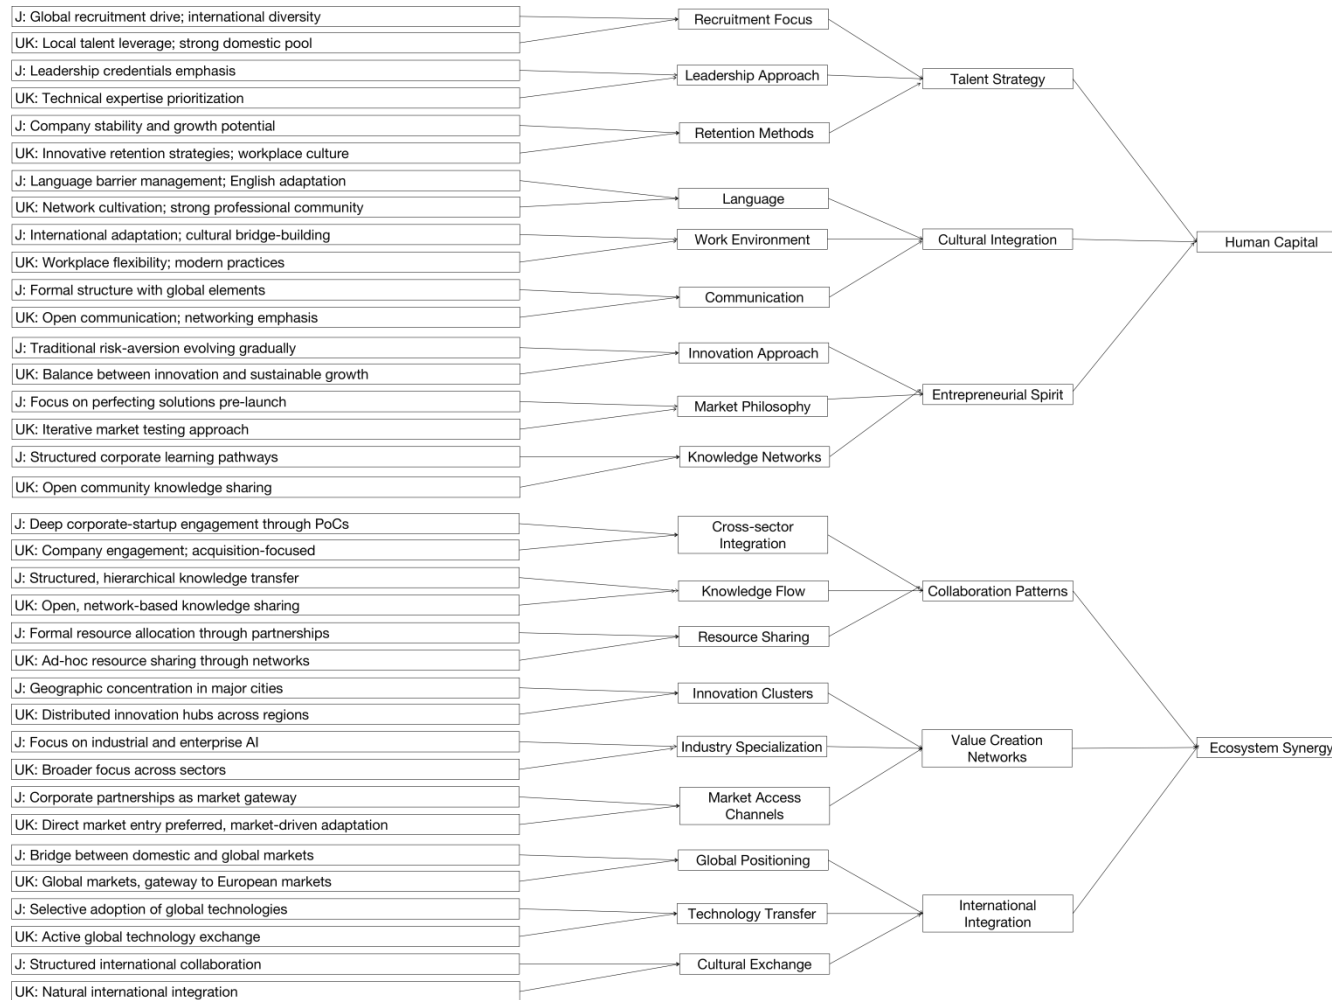 J: Global recruitment drive; international diversity
UK: Local talent leverage; strong domestic pool
Recruitment Focus
J: Leadership credentials emphasis
UK: Technical expertise prioritization
Leadership Approach
J: Company stability and growth potential
UK: Innovative retention strategies; workplace culture
Retention Methods
Talent Strategy
J: Language barrier management; English adaptation
UK: Network cultivation; strong professional community
Language
J: International adaptation; cultural bridge-building
UK: Workplace flexibility; modern practices
Work Environment
J: Formal structure with global elements
UK: Open communication; networking emphasis
Communication
Cultural Integration
J: Traditional risk-aversion evolving gradually
UK: Balance between innovation and sustainable growth
Innovation Approach
J: Focus on perfecting solutions pre-launch
UK: Iterative market testing approach
Market Philosophy
J: Structured corporate learning pathways
UK: Open community knowledge sharing
Knowledge Networks
Entrepreneurial Spirit
Human Capital
J: Deep corporate-startup engagement through PoCs
UK: Company engagement; acquisition-focused
Cross-sector
Integration
J: Structured, hierarchical knowledge transfer
UK: Open, network-based knowledge sharing
Knowledge Flow
J: Formal resource allocation through partnerships
UK: Ad-hoc resource sharing through networks
Resource Sharing
Collaboration Patterns
J: Geographic concentration in major cities
UK: Distributed innovation hubs across regions
Innovation Clusters
J: Focus on industrial and enterprise AI
UK: Broader focus across sectors
Industry Specialization
J: Corporate partnerships as market gateway
UK: Direct market entry preferred, market-driven adaptation
Market Access
Channels
Value Creation
Networks
J: Bridge between domestic and global markets
UK: Global markets, gateway to European markets
Global Positioning
J: Selective adoption of global technologies
UK: Active global technology exchange
Technology Transfer
J: Structured international collaboration
UK: Natural international integration
Cultural Exchange
International
Integration
Ecosystem Synergy